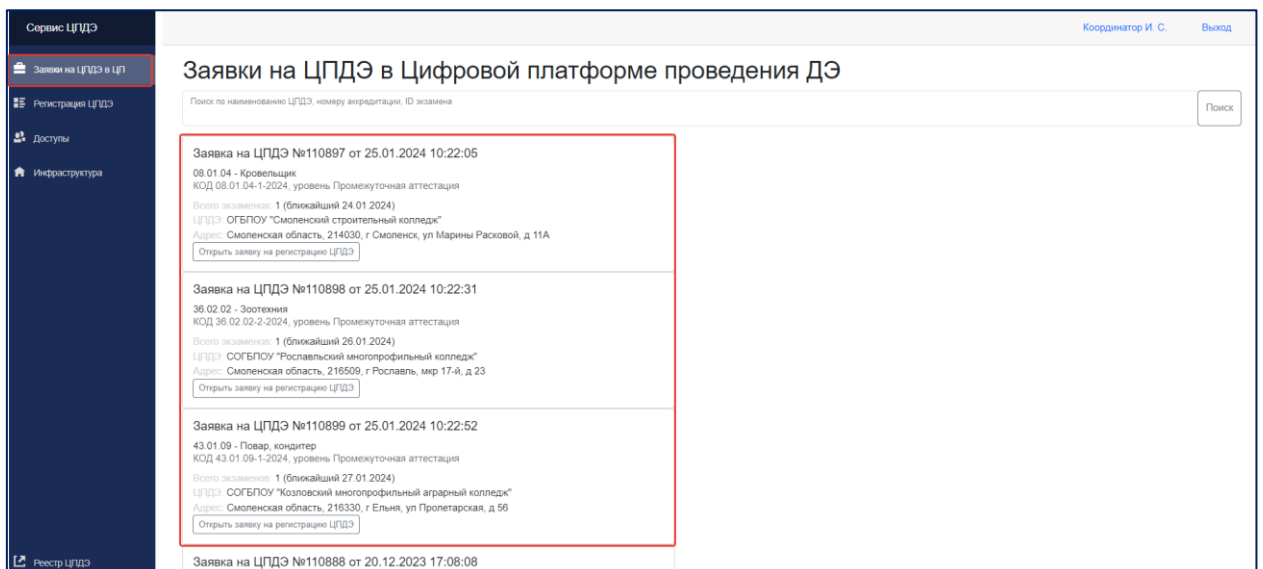 Сервис ЦПДЭ
Координатор И. С.
Выход
Заявки на ЦПДЭ в ЦП
Регистрация ЦПДЭ
Доступы
Инфраструктура
Реестр ЦПДЭ
Заявки на ЦПДЭ в Цифровой платформе проведения ДЭ
Поиск по наименованию ЦПДЭ, номеру аккредитации, ID экзамена
Поиск
Заявка на ЦПДЭ №110897 от 25.01.2024 10:22:05
08.01.04 - Кровельщик
КОД 08.01.04-1-2024, уровень Промежуточная аттестация
Всего экзаменов: 1 (ближайший 24.01.2024)
ЦПДЭ: ОГБПОУ "Смоленский строительный колледж"
Адрес: Смоленская область, 214030, г Смоленск, ул Марины Расковой, д 11А
Открыть заявку на регистрацию ЦПДЭ
Заявка на ЦПДЭ №110898 от 25.01.2024 10:22:31
36.02.02 - Зоотехния
КОД 36.02.02-2-2024, уровень Промежуточная аттестация
Всего экзаменов: 1 (ближайший 26.01.2024)
ЦПДЭ: СОГБПОУ "Рославльский многопрофильный колледж"
Адрес: Смоленская область, 216509, г Рославль, мкр 17-й, д 23
Открыть заявку на регистрацию ЦПДЭ
Заявка на ЦПДЭ №110899 от 25.01.2024 10:22:52
43.01.09 - Повар, кондитер
КОД 43.01.09-1-2024, уровень Промежуточная аттестация
Всего экзаменов: 1 (ближайший 27.01.2024)
ЦПДЭ: СОГБПОУ "Козловский многопрофильный аграрный колледж"
Адрес: Смоленская область, 216330, г Ельня, ул Пролетарская, д 56
Открыть заявку на регистрацию ЦПДЭ
Заявка на ЦПДЭ №110888 от 20.12.2023 17:08:08